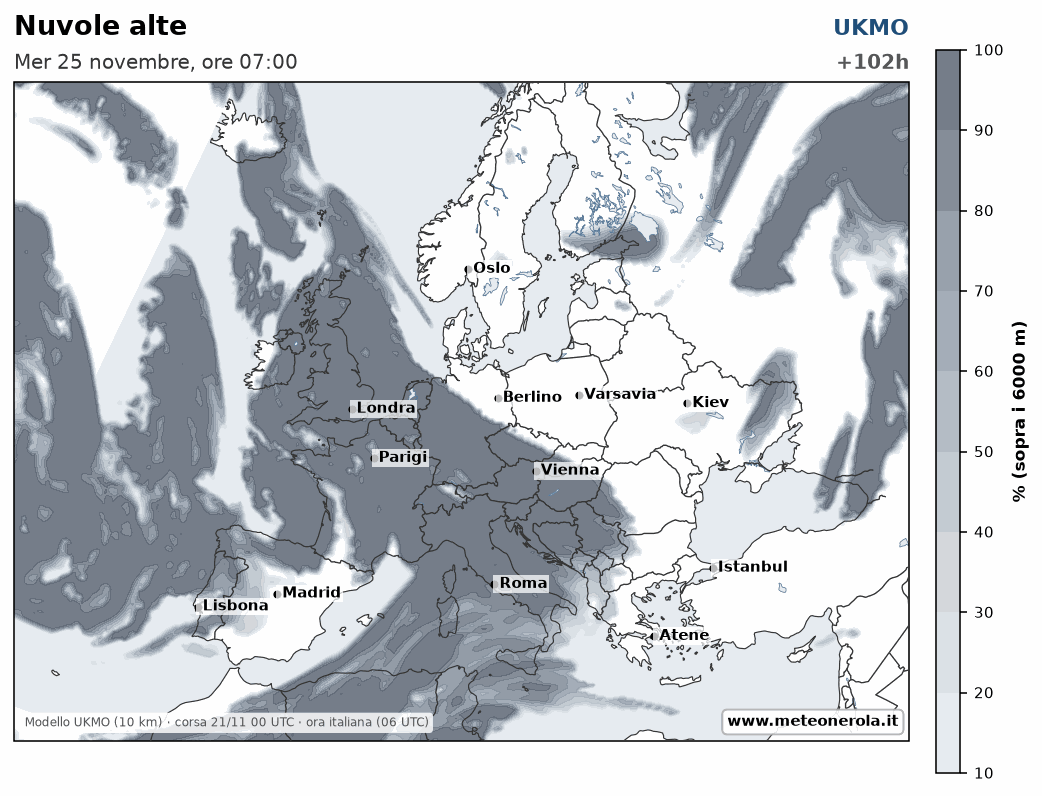 Nuvole alte
UKMO
Mer 25 novembre, ore 07:00
+102h
Oslo
Berlino
Varsavia
Kiev
Londra
Parigi
Vienna
Istanbul
Roma
Madrid
Lisbona
Atene
Modello UKMO (10 km) · corsa 21/11 00 UTC · ora italiana (06 UTC)
www.meteonerola.it
100
90
80
70
60
50
40
30
20
10
% (sopra i 6000 m)